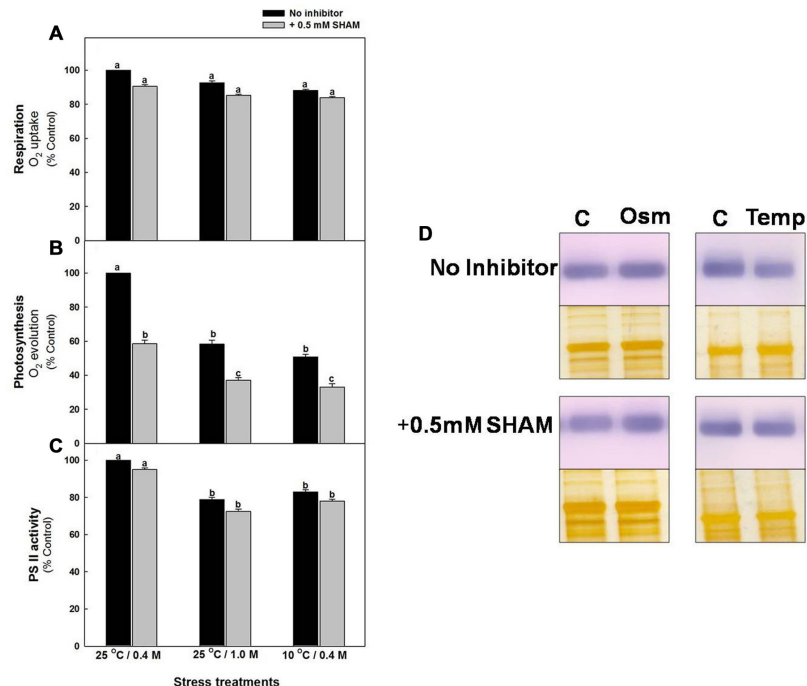 No inhibitor
+ 0.5 mM SHAM
A
Respiration
O2 uptake
(% Control)
100
80
60
40
20
0
a
a
a
a
a
a
B
Photosynthesis
O2 evolution
(% Control)
100
80
60
40
20
0
a
b
b
c
b
c
C
PS II activity
(% Control)
100
80
60
40
20
0
a
a
b
b
b
b
25 °C / 0.4 M
25 °C / 1.0 M
10 °C / 0.4 M
Stress treatments
D
C
Osm
C
Temp
No Inhibitor
+0.5mM SHAM